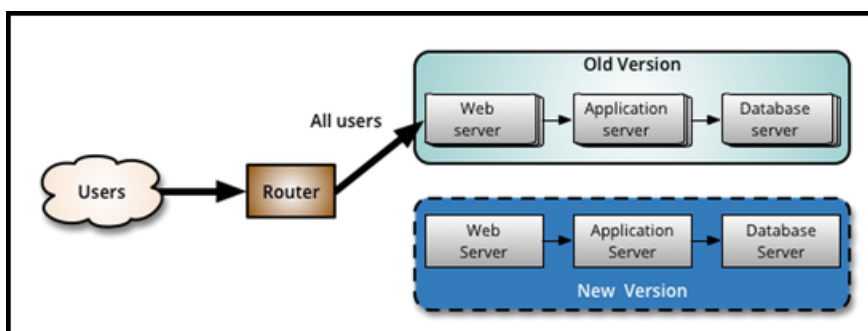 Old Version
Web
server
Application
server
Database
server
All users
Users
Router
Web
Server
Application
Server
Database
Server
New Version